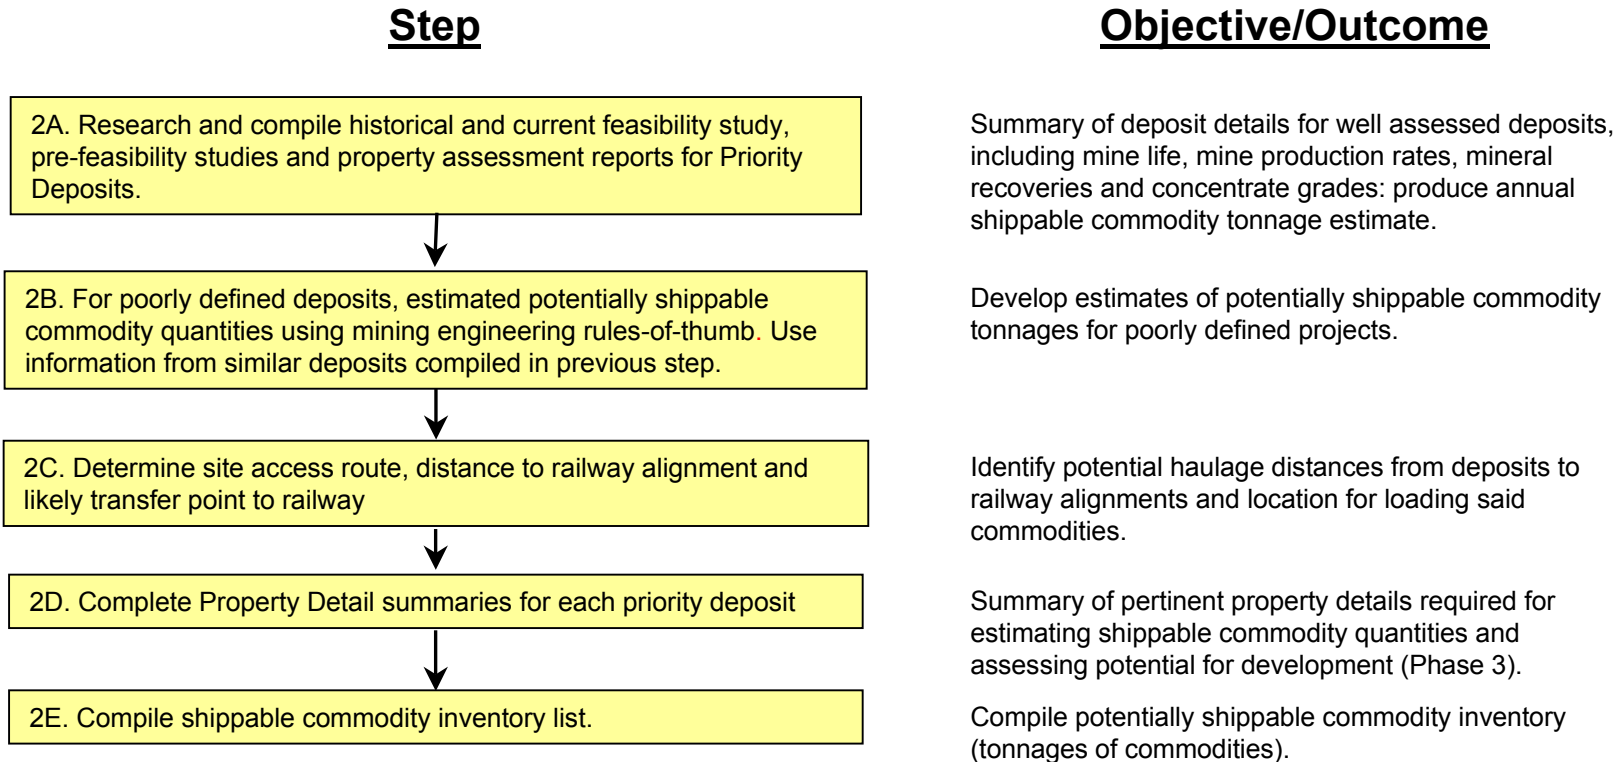 Step
Objective/Outcome
2A. Research and compile historical and current feasibility study,
pre-feasibility studies and property assessment reports for Priority
Deposits.
Summary of deposit details for well assessed deposits,
including mine life, mine production rates, mineral
recoveries and concentrate grades: produce annual
shippable commodity tonnage estimate.
2B. For poorly defined deposits, estimated potentially shippable
commodity quantities using mining engineering rules-of-thumb. Use
information from similar deposits compiled in previous step.
Develop estimates of potentially shippable commodity
tonnages for poorly defined projects.
2C. Determine site access route, distance to railway alignment and
likely transfer point to railway
Identify potential haulage distances from deposits to
railway alignments and location for loading said
commodities.
2D. Complete Property Detail summaries for each priority deposit
Summary of pertinent property details required for
estimating shippable commodity quantities and
assessing potential for development (Phase 3).
2E. Compile shippable commodity inventory list.
Compile potentially shippable commodity inventory
(tonnages of commodities).